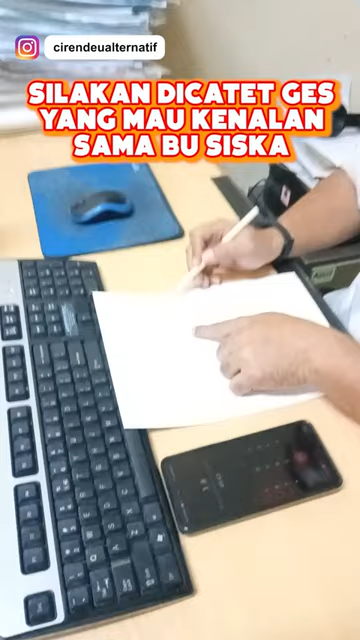 cirendeualternatif
SILAKAN DICATET GES
YANG MAU KENALAN
SAMA BU SISKA